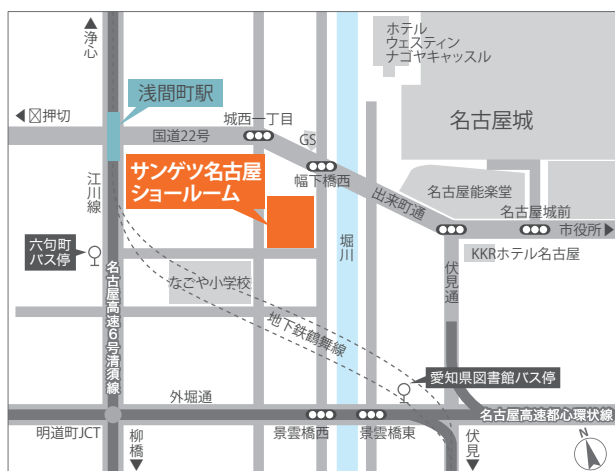 ▲浄心
ホテル
ウェスティン
ナゴヤキャッスル
浅間町駅
◀〼押切
国道22号
城西一丁目
GS
名古屋城
サンゲツ名古屋
ショールーム
幅下橋西
出来町通
名古屋能楽堂
名古屋城前
市役所▶
江川線
六句町
バス停
堀川
伏見通
KKRホテル名古屋
なごや小学校
名古屋高速6号清須線
地下鉄鶴舞線
愛知県図書館バス停
外堀通
名古屋高速都心環状線
明道町JCT
柳橋▼
景雲橋西
景雲橋東
伏見▼
N